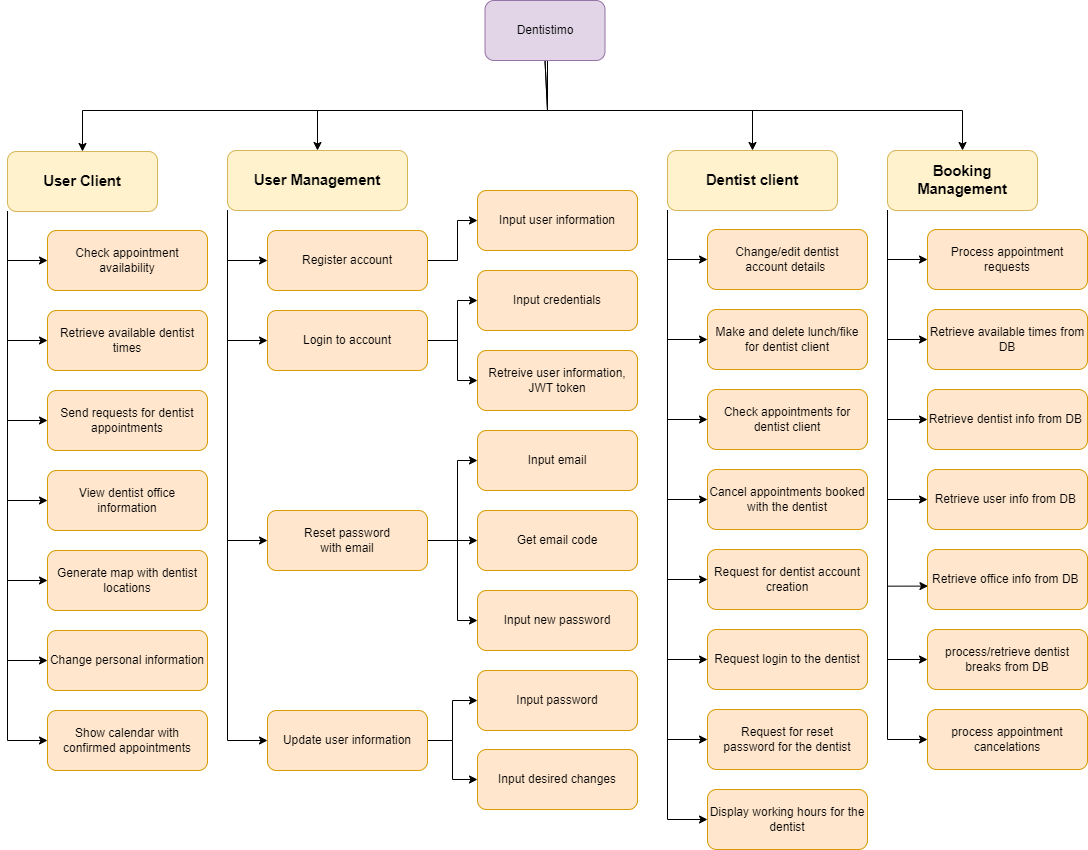 Dentistimo
User Client
Check appointment
availability
Retrieve available dentist
times
Send requests for dentist
appointments
View dentist office
information
Generate map with dentist
locations
Change personal information
Show calendar with
confirmed appointments
User Management
Register account
Input user information
Login to account
Input credentials
Retreive user information,
JWT token
Reset password
with email
Input email
Get email code
Input new password
Update user information
Input password
Input desired changes
Dentist client
Change/edit dentist
account details
Make and delete lunch/fike
for dentist client
Check appointments for
dentist client
Cancel appointments booked
with the dentist
Request for dentist account
creation
Request login to the dentist
Request for reset
password for the dentist
Display working hours for the
dentist
Booking
Management
Process appointment
requests
Retrieve available times from
DB
Retrieve dentist info from DB
Retrieve user info from DB
Retrieve office info from DB
process/retrieve dentist
breaks from DB
process appointment
cancelations